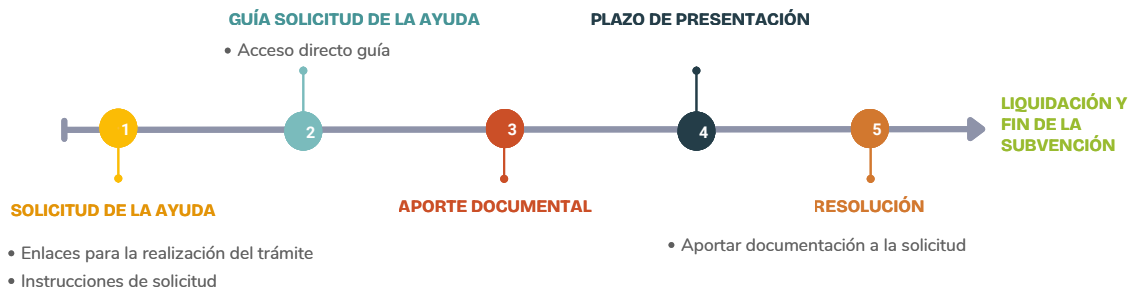 GUÍA SOLICITUD DE LA AYUDA
• Acceso directo guía
PLAZO DE PRESENTACIÓN
1
2
3
4
5
LIQUIDACIÓN Y
FIN DE LA
SUBVENCIÓN
SOLICITUD DE LA AYUDA
• Enlaces para la realización del trámite
• Instrucciones de solicitud
APORTE DOCUMENTAL
RESOLUCIÓN
• Aportar documentación a la solicitud